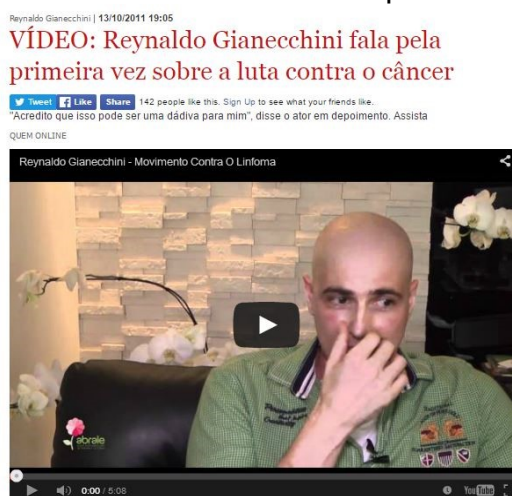 Reynaldo Gianecchini | 13/10/2011 19:05
VÍDEO: Reynaldo Gianecchini fala pela
primeira vez sobre a luta contra o câncer
Tweet Like Share 142 people like this. Sign Up to see what your friends like.
"Acredito que isso pode ser uma dádiva para mim", disse o ator em depoimento. Assista
QUEM ONLINE
Reynaldo Gianecchini - Movimento Contra O Linfoma
abrale
0:00 / 5:08
YouTube